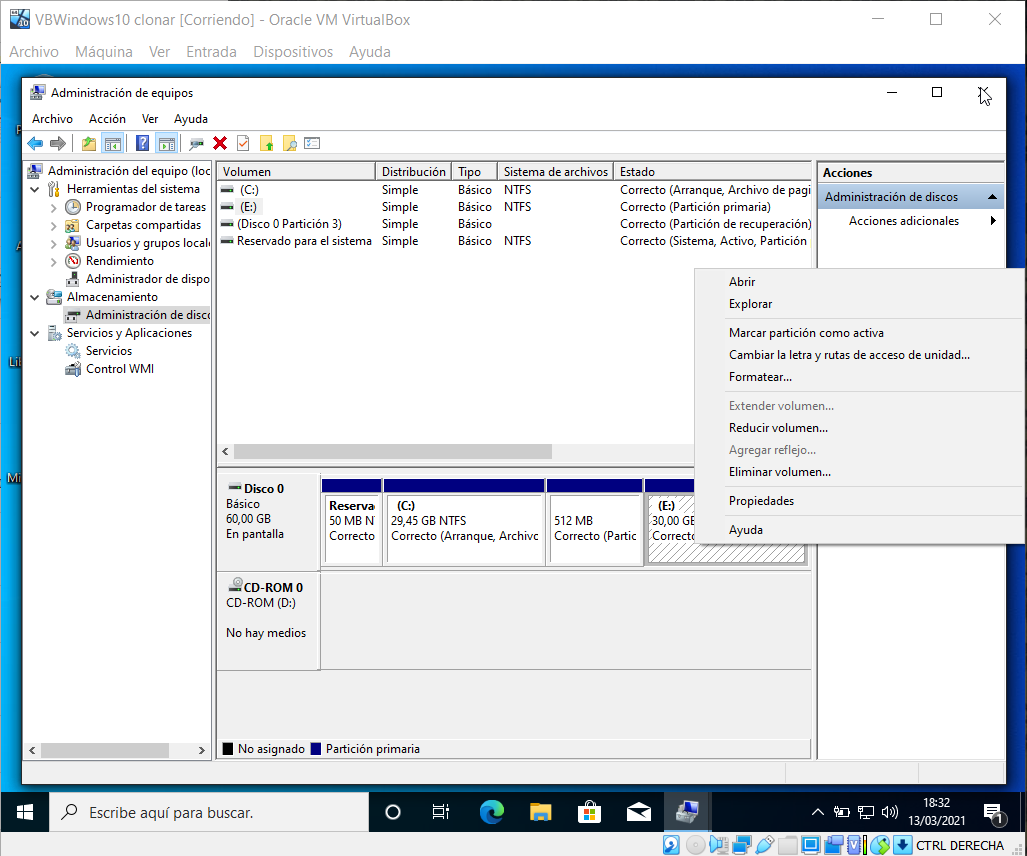 VBWindows10 clonar [Corriendo] - Oracle VM VirtualBox
Archivo Máquina Ver Entrada Dispositivos Ayuda
Administración de equipos
Archivo Acción Ver Ayuda
Administración del equipo (loc
Herramientas del sistema
Programador de tareas
Carpetas compartidas
Usuarios y grupos locale
Rendimiento
Administrador de dispo
Almacenamiento
Administración de disco
Servicios y Aplicaciones
Servicios
Control WMI
Volumen Distribución Tipo Sistema de archivos Estado
(C:) Simple Básico NTFS Correcto (Arranque, Archivo de pagi
(E:) Simple Básico NTFS Correcto (Partición primaria)
(Disco 0 Partición 3) Simple Básico Correcto (Partición de recuperación)
Reservado para el sistema Simple Básico NTFS Correcto (Sistema, Activo, Partición
Acciones
Administración de discos
Acciones adicionales
Abrir
Explorar
Marcar partición como activa
Cambiar la letra y rutas de acceso de unidad...
Formatear...
Extender volumen...
Reducir volumen...
Agregar reflejo...
Eliminar volumen...
Propiedades
Ayuda
Disco 0
Básico
60,00 GB
En pantalla
Reserva
50 MB N
Correcto
(C:)
29,45 GB NTFS
Correcto (Arranque, Archivo
512 MB
Correcto (Partic
(E:)
30,00 GB
Correcto
CD-ROM 0
CD-ROM (D:)
No hay medios
No asignado Partición primaria
Escribe aquí para buscar.
18:32
13/03/2021
1
CTRL DERECHA